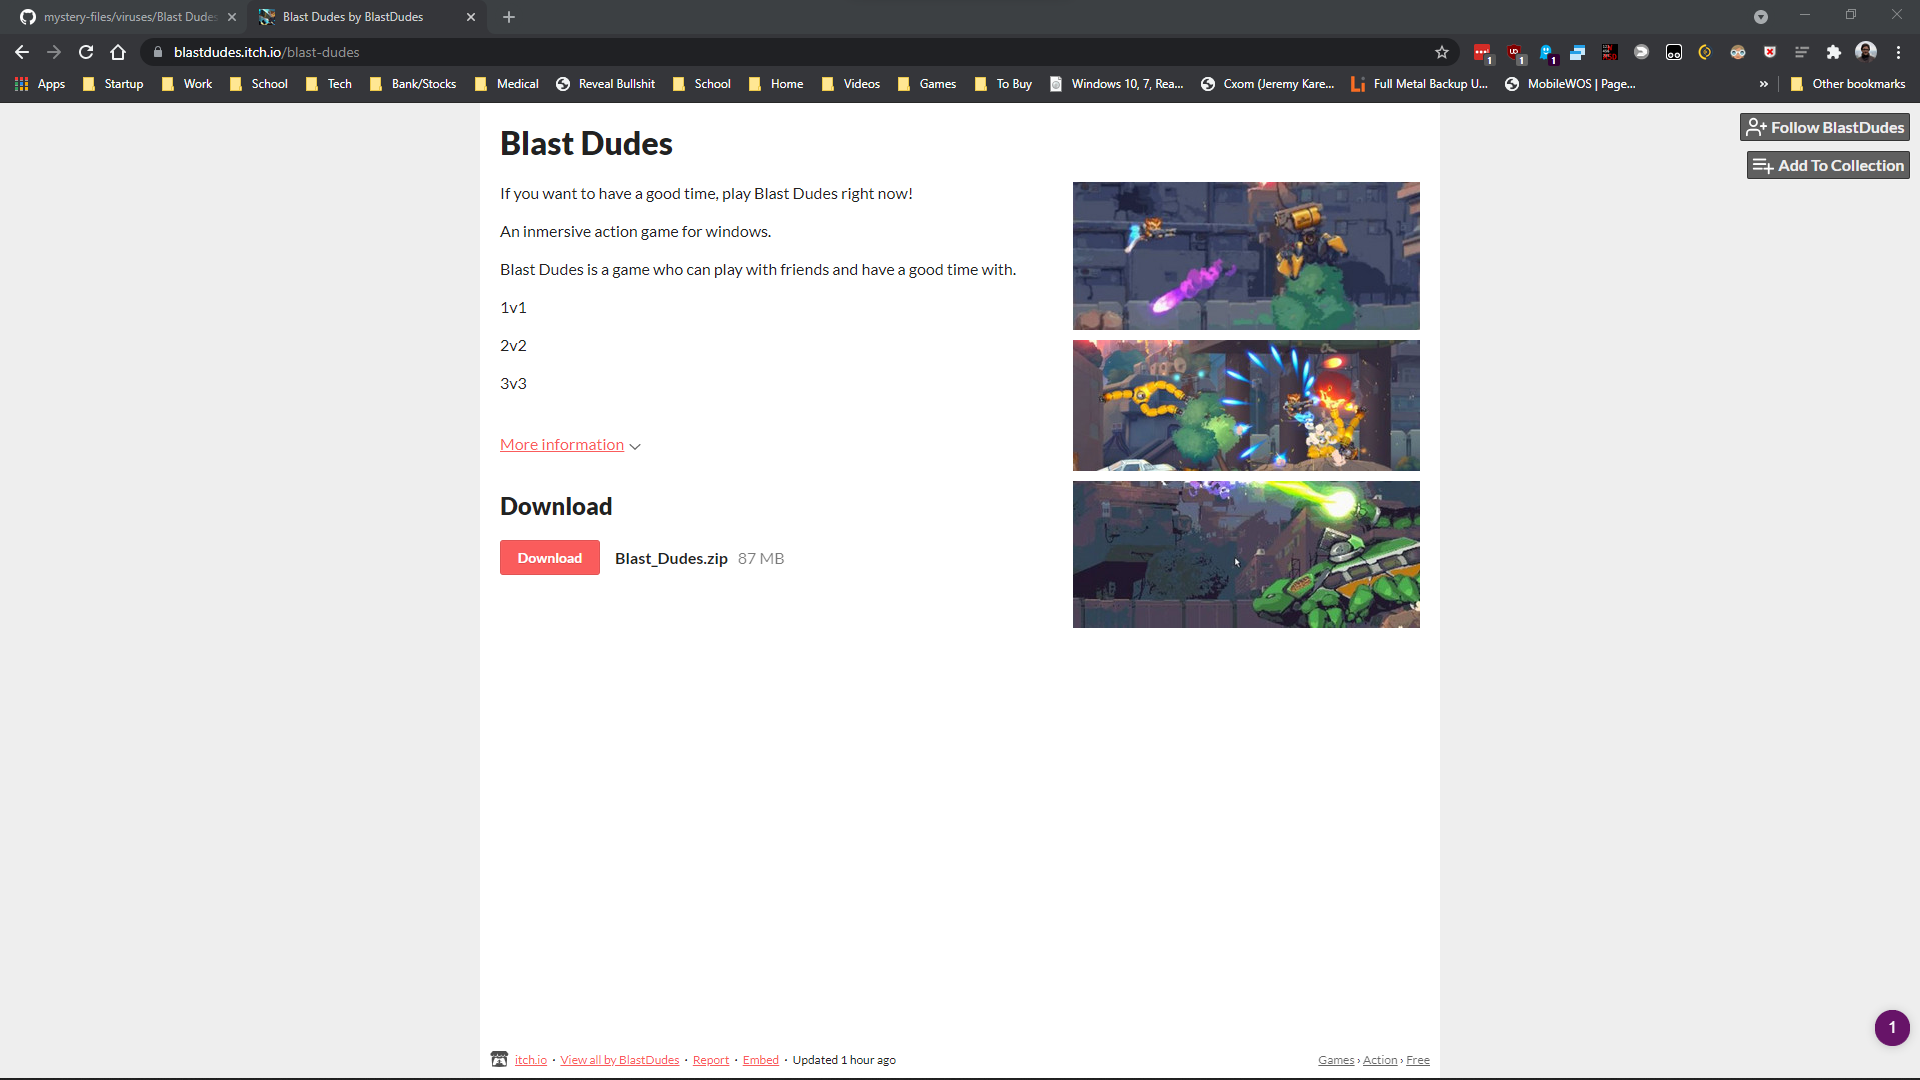 mystery-files/viruses/Blast Dudes
Blast Dudes by BlastDudes
blastdudes.itch.io/blast-dudes
1
1
1
Apps
Startup
Work
School
Tech
Bank/Stocks
Medical
Reveal Bullshit
School
Home
Videos
Games
To Buy
Windows 10, 7, Rea...
Cxom (Jeremy Kare...
Full Metal Backup U...
MobileWOS | Page...
»
Other bookmarks
Follow BlastDudes
Add To Collection
Blast Dudes
If you want to have a good time, play Blast Dudes right now!
An inmersive action game for windows.
Blast Dudes is a game who can play with friends and have a good time with.
1v1
2v2
3v3
More information
Download
Download Blast_Dudes.zip 87 MB
1
itch.io · View all by BlastDudes · Report · Embed · Updated 1 hour ago
Games › Action › Free